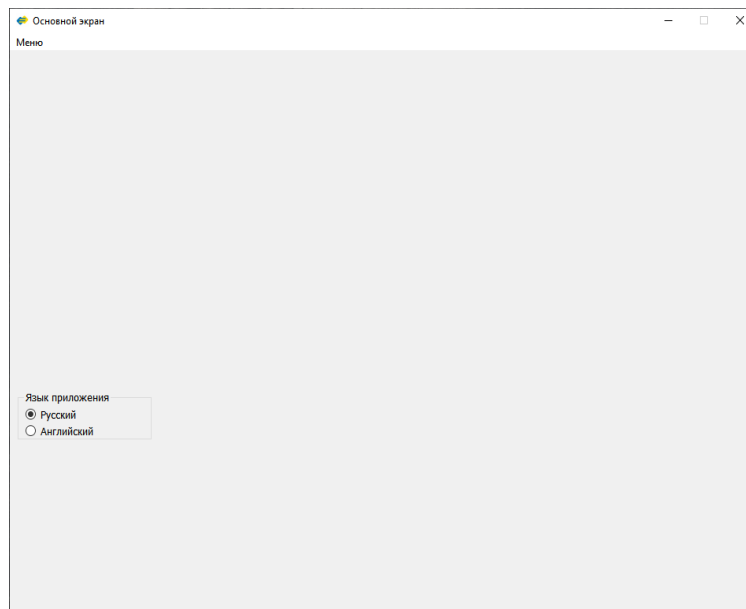 Основной экран
Меню
Язык приложения
Русский
Английский